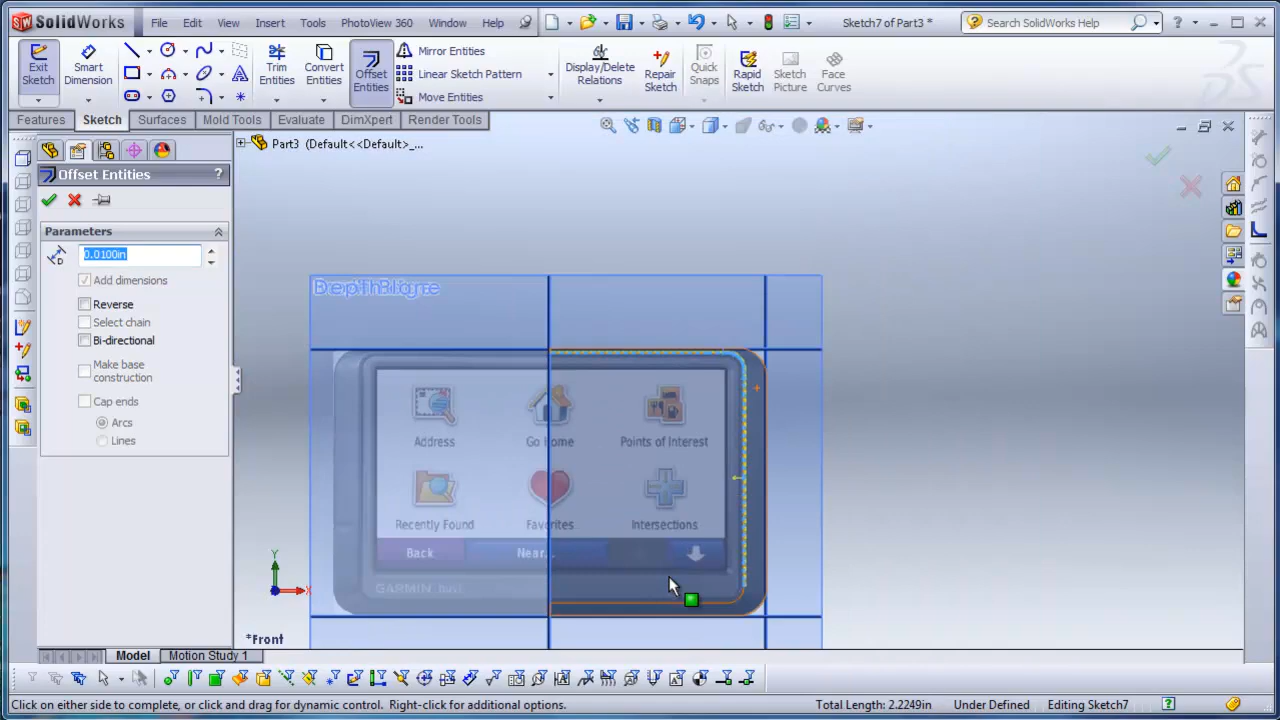 SolidWorks File Edit View Insert Tools PhotoView 360 Window Help Sketch7 of Part3 * Search SolidWorks Help
Exit Sketch
Smart Dimension
Trim Entities
Convert Entities
Offset Entities
Mirror Entities
Linear Sketch Pattern
Move Entities
Display/Delete Relations
Repair Sketch
Quick Snaps
Rapid Sketch
Sketch Picture
Face Curves
Features Sketch Surfaces Mold Tools Evaluate DimXpert Render Tools
Part3 (Default<<Default>_...
Offset Entities ?
Parameters
D 0.0100in
Add dimensions
Reverse
Select chain
Bi-directional
Make base construction
Cap ends
Arcs
Lines
Address Go Home Points of Interest
Recently Found Favorites Intersections
Back Near...
GARMIN nuvi
Y
X
*Front
Model Motion Study 1
Click on either side to complete, or click and drag for dynamic control. Right-click for additional options. Total Length: 2.2249in Under Defined Editing Sketch7